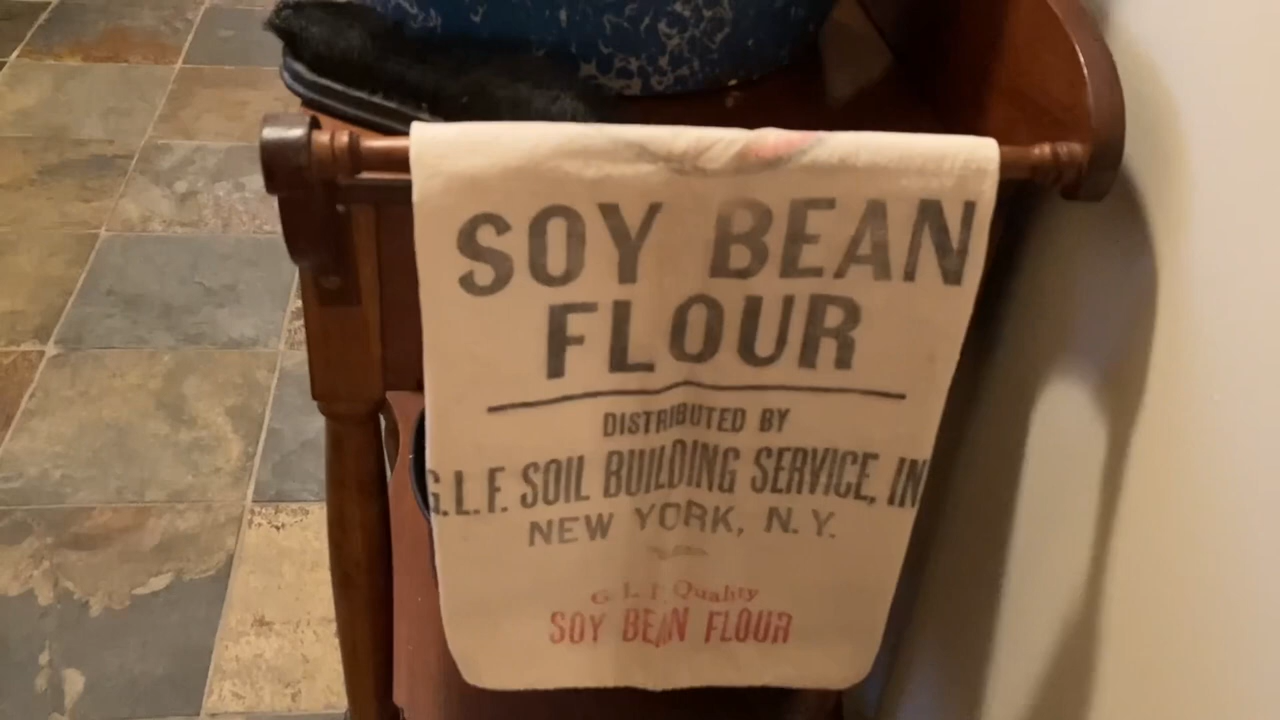 SOY BEAN
FLOUR
DISTRIBUTED BY
G.L.F. SOIL BUILDING SERVICE, IN
NEW YORK, N.Y.
G. L. F. Quality
SOY BEAN FLOUR